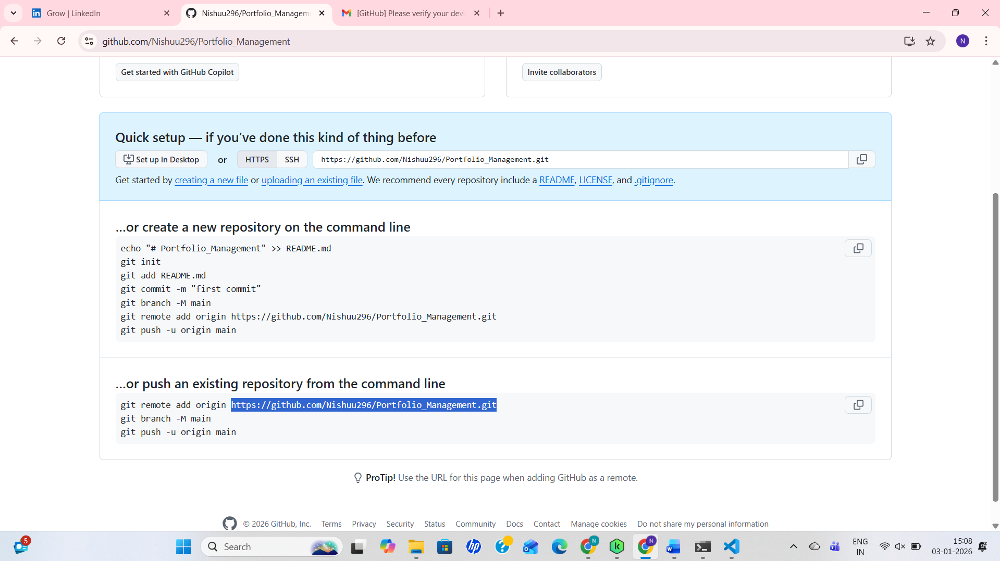 Grow | LinkedIn
Nishuu296/Portfolio_Managem
[GitHub] Please verify your devi
github.com/Nishuu296/Portfolio_Management
N
Get started with GitHub Copilot
Invite collaborators
Quick setup — if you’ve done this kind of thing before
Set up in Desktop or HTTPS SSH https://github.com/Nishuu296/Portfolio_Management.git
Get started by creating a new file or uploading an existing file. We recommend every repository include a README, LICENSE, and .gitignore.
…or create a new repository on the command line
echo "# Portfolio_Management" >> README.md
git init
git add README.md
git commit -m "first commit"
git branch -M main
git remote add origin https://github.com/Nishuu296/Portfolio_Management.git
git push -u origin main
…or push an existing repository from the command line
git remote add origin https://github.com/Nishuu296/Portfolio_Management.git
git branch -M main
git push -u origin main
ProTip! Use the URL for this page when adding GitHub as a remote.
© 2026 GitHub, Inc. Terms Privacy Security Status Community Docs Contact Manage cookies Do not share my personal information
5
Search
ENG
IN
15:08
03-01-2026